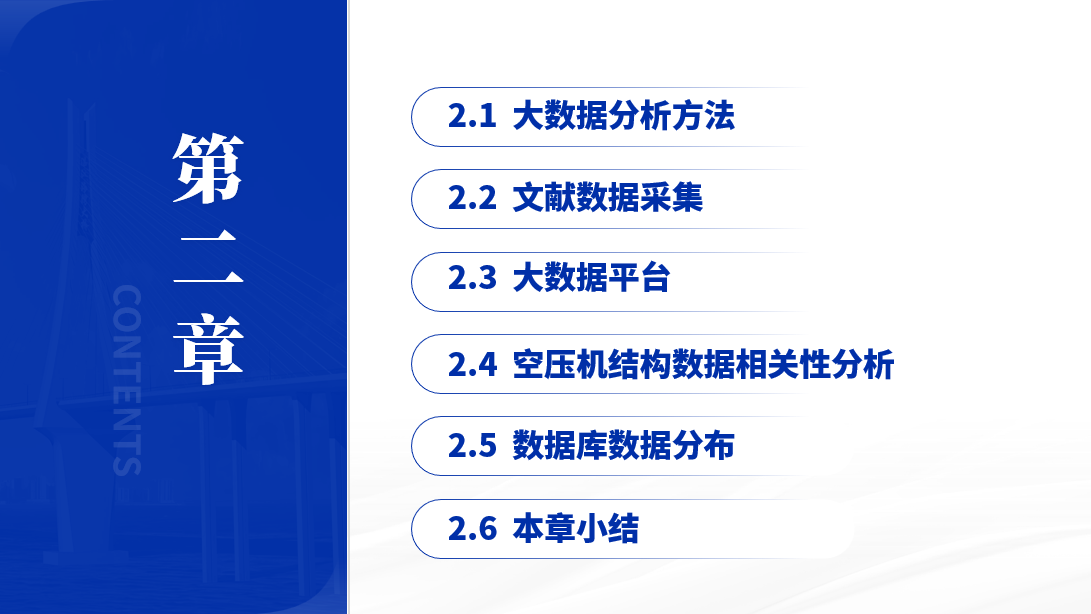 第二章
CONTENTS
2.1 大数据分析方法
2.2 文献数据采集
2.3 大数据平台
2.4 空压机结构数据相关性分析
2.5 数据库数据分布
2.6 本章小结